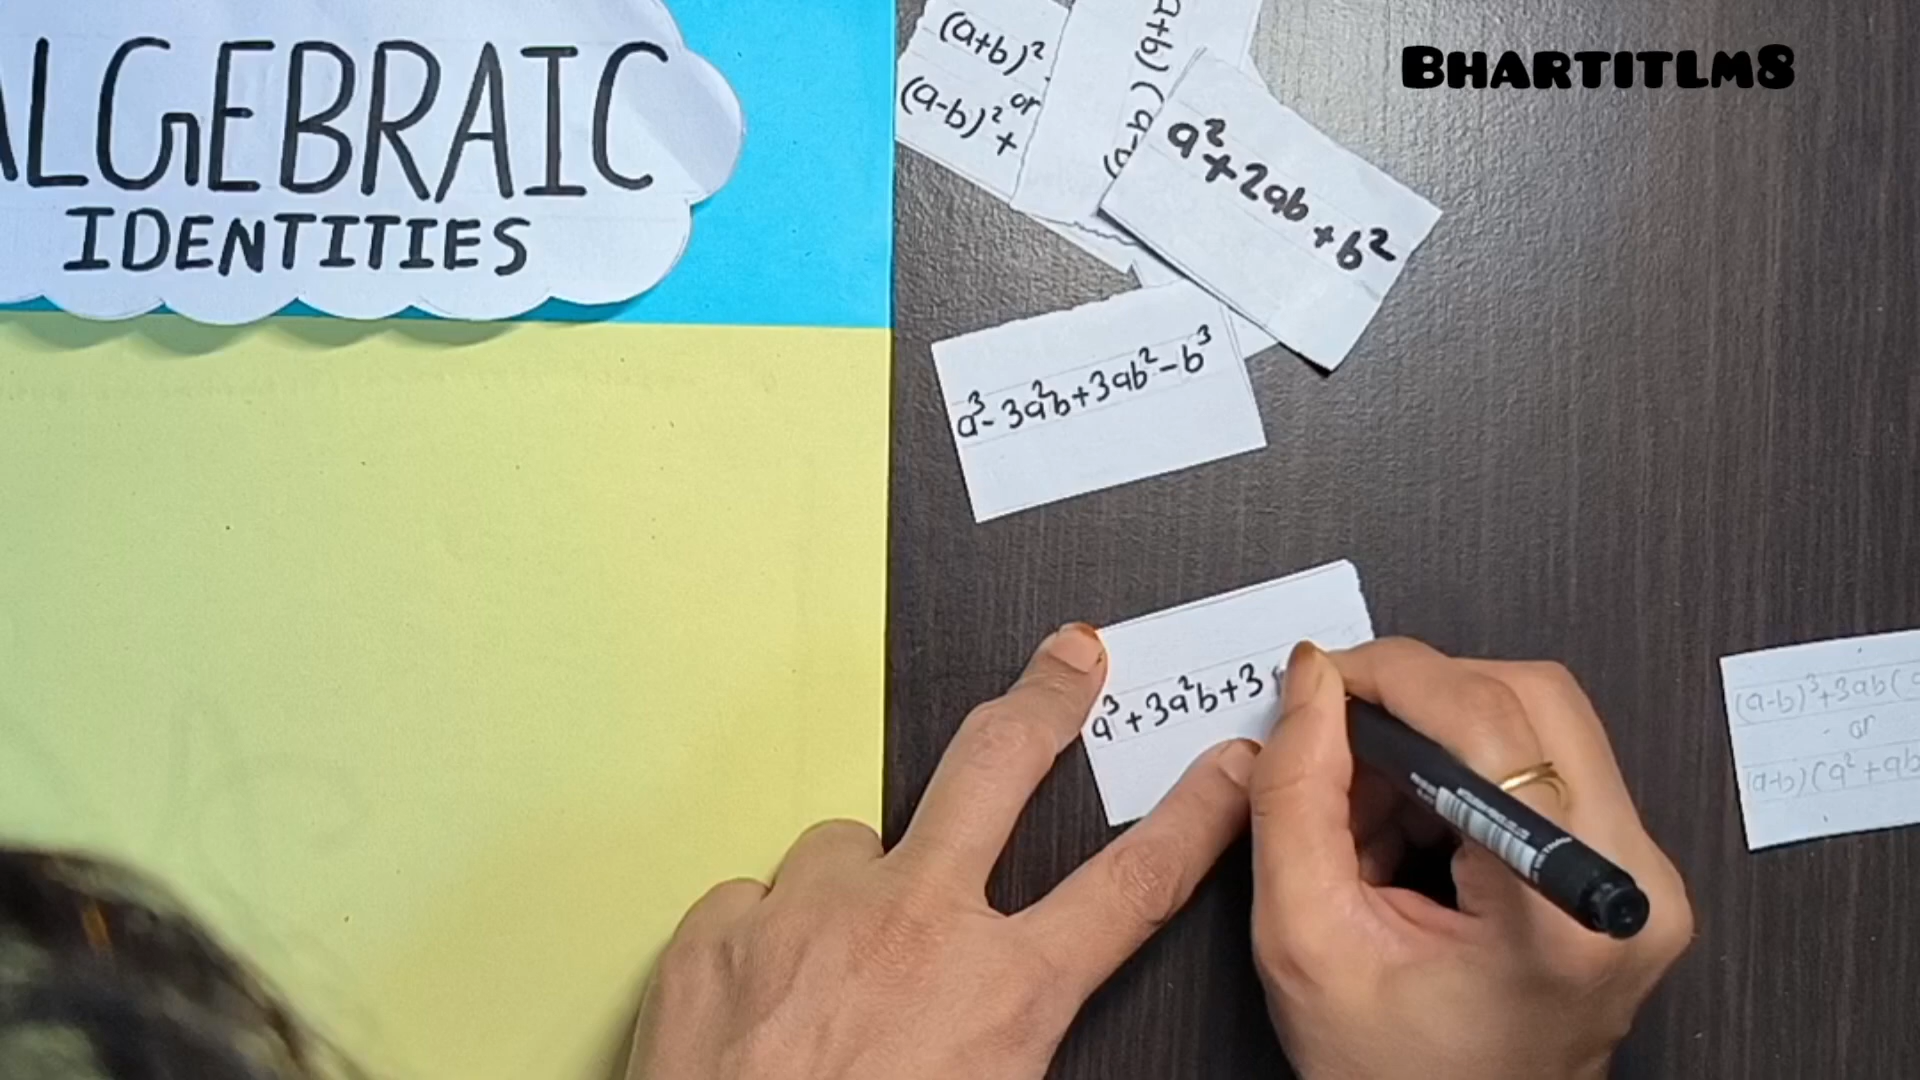 ALGEBRAIC
IDENTITIES
BHARTITLM8
(a+b)²
or
(a-b)²+
a+b) (a-b)
a²+2ab+b²
a³-3a²b+3ab²-b³
a³+3a²b+3
(a-b)³+3ab(
or
(a-b)(a²+ab